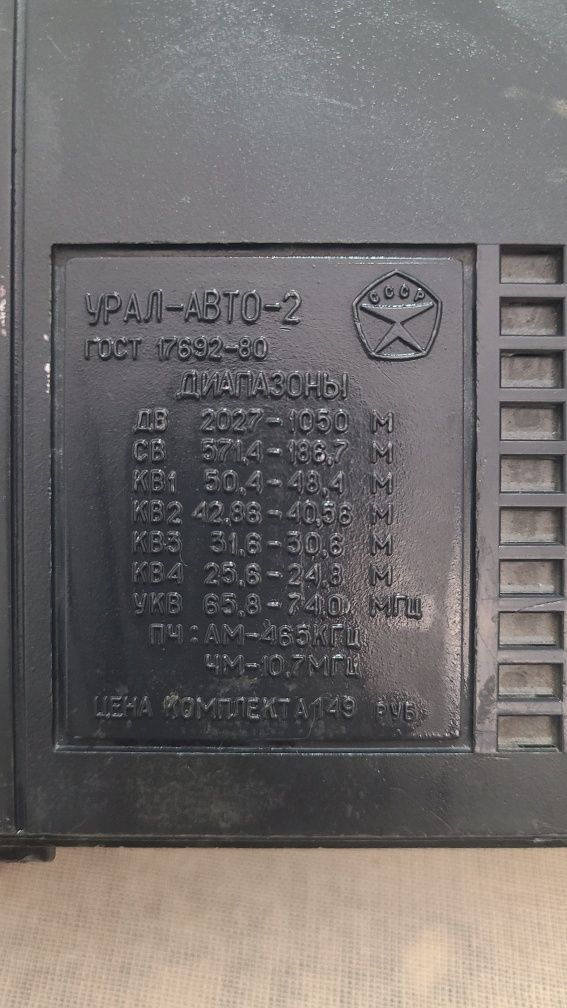 УРАЛ-АВТО-2
СССР
ГОСТ 17692-80
ДИАПАЗОНЫ
ДВ 2027-1050 М
СВ 571,4-186,7 М
КВ1 50,4-48,4 М
КВ2 42,86-40,56 М
КВ3 31,6-30,6 М
КВ4 25,6-24,8 М
УКВ 65,8-74,0 МГЦ
ПЧ: АМ-465КГЦ
ЧМ-10,7МГЦ
ЦЕНА КОМПЛЕКТА 149 РУБ.